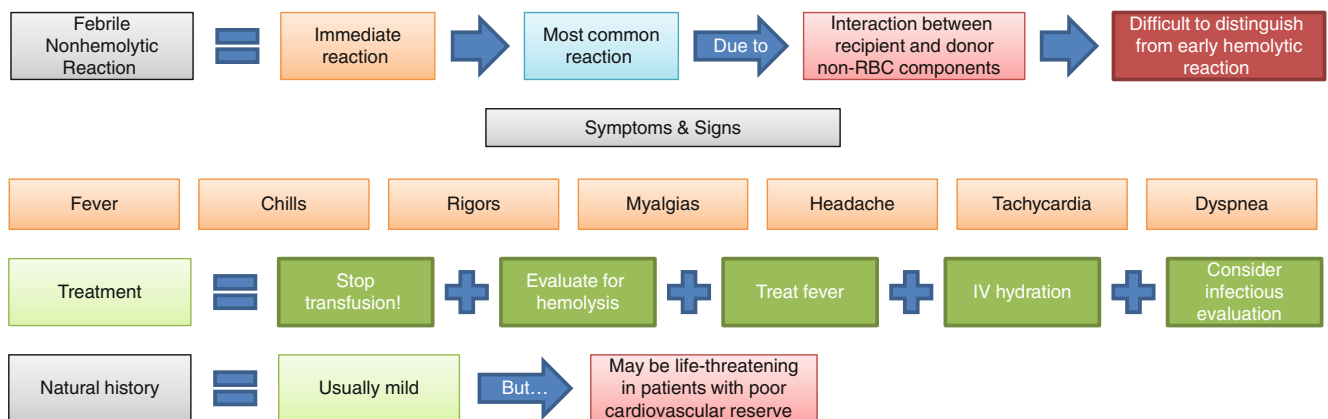 Febrile
Nonhemolytic
Reaction
Immediate
reaction
Most common
reaction
Due to
Interaction between
recipient and donor
non-RBC components
Difficult to distinguish
from early hemolytic
reaction
Symptoms & Signs
Fever
Chills
Rigors
Myalgias
Headache
Tachycardia
Dyspnea
Treatment
Stop
transfusion!
Evaluate for
hemolysis
Treat fever
IV hydration
Consider
infectious
evaluation
Natural history
Usually mild
But…
May be life-threatening
in patients with poor
cardiovascular reserve